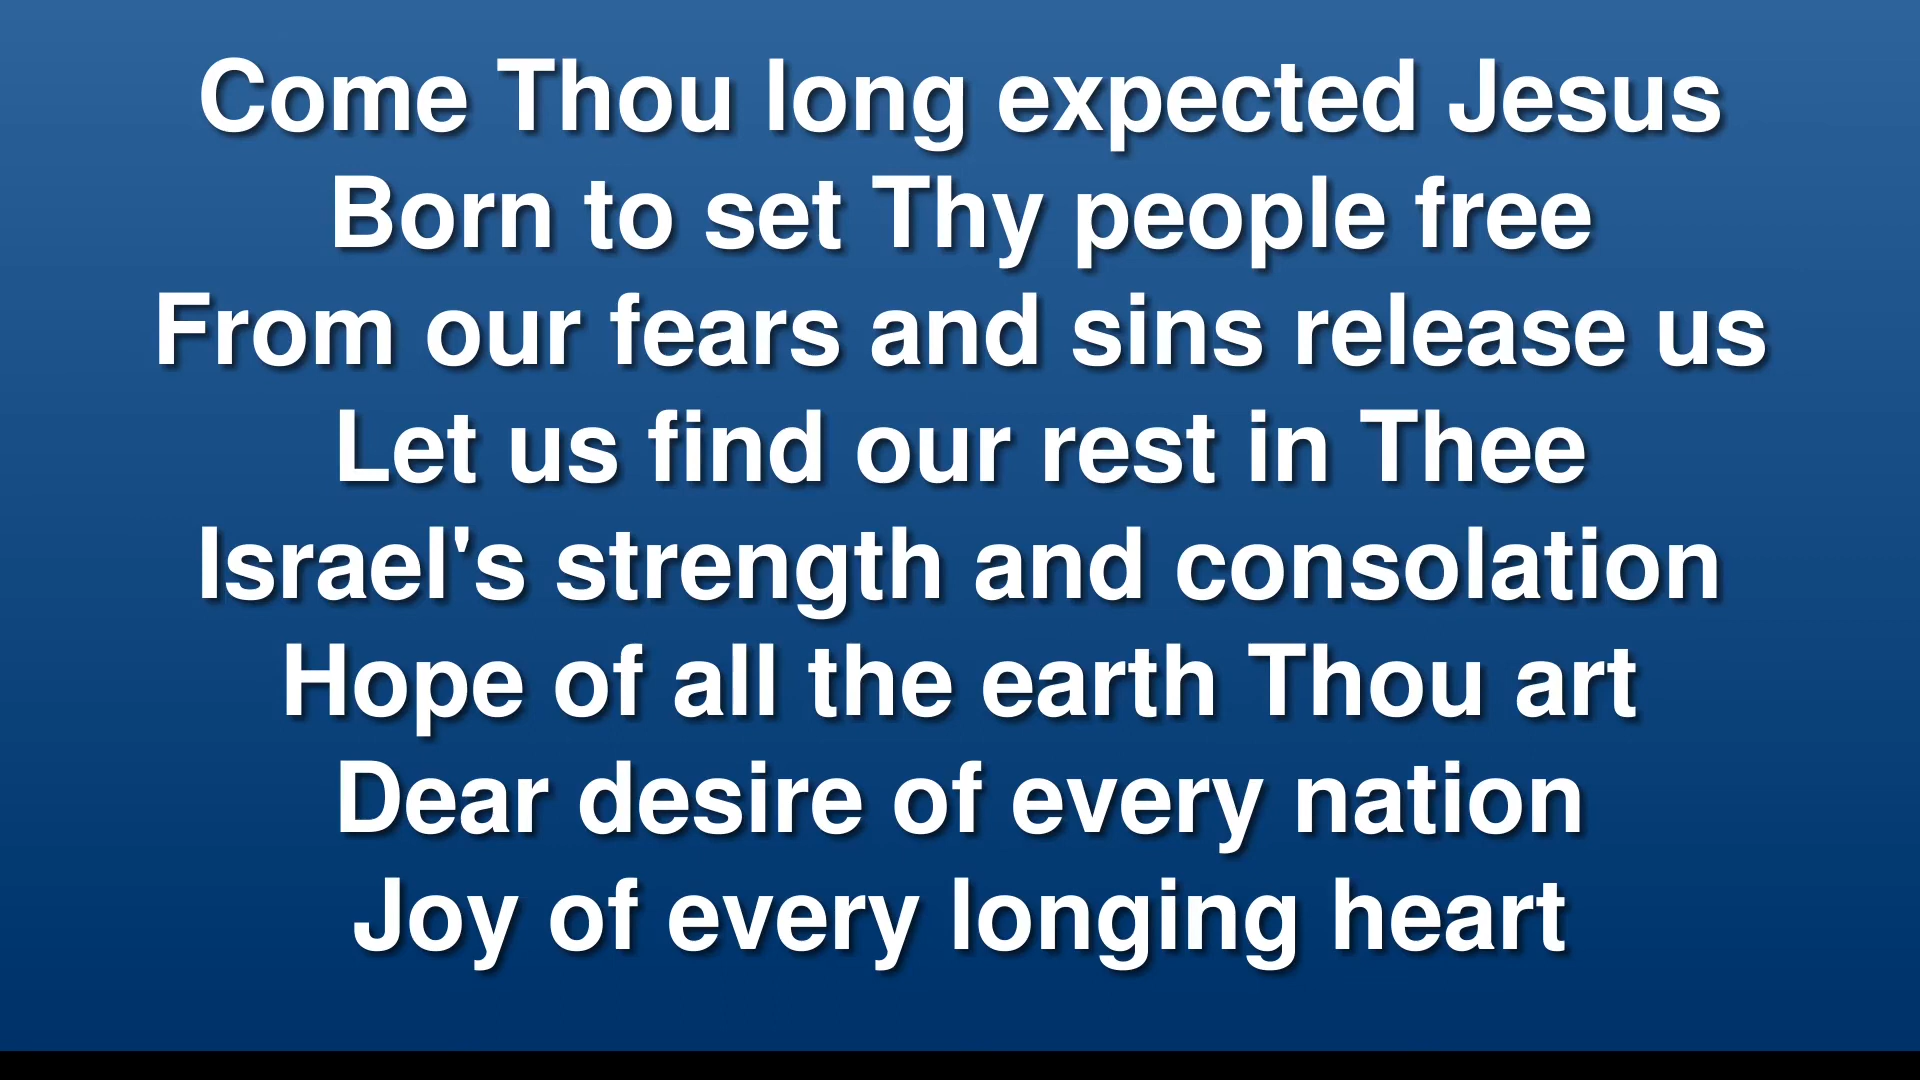 Come Thou long expected Jesus
Born to set Thy people free
From our fears and sins release us
Let us find our rest in Thee
Israel's strength and consolation
Hope of all the earth Thou art
Dear desire of every nation
Joy of every longing heart